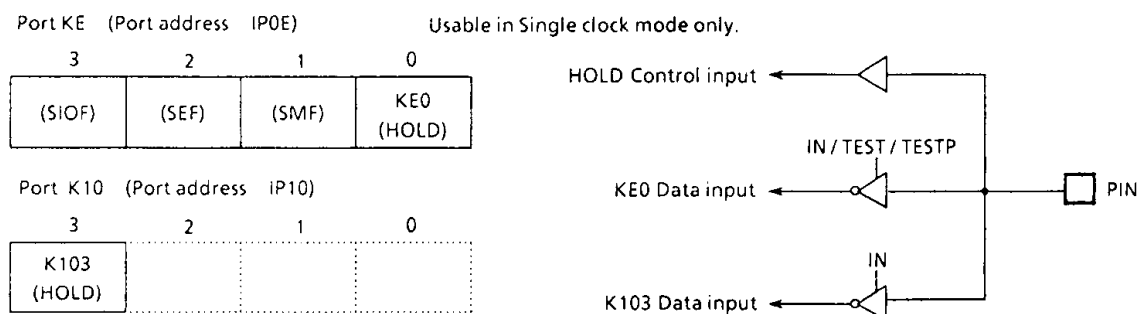 Port KE (Port address IP0E)
Usable in Single clock mode only.
3 2 1 0
(SIOF) (SEF) (SMF) KE0
(HOLD)
Port K10 (Port address IP10)
3 2 1 0
K103
(HOLD)
HOLD Control input
IN / TEST / TESTP
KE0 Data input
PIN
IN
K103 Data input